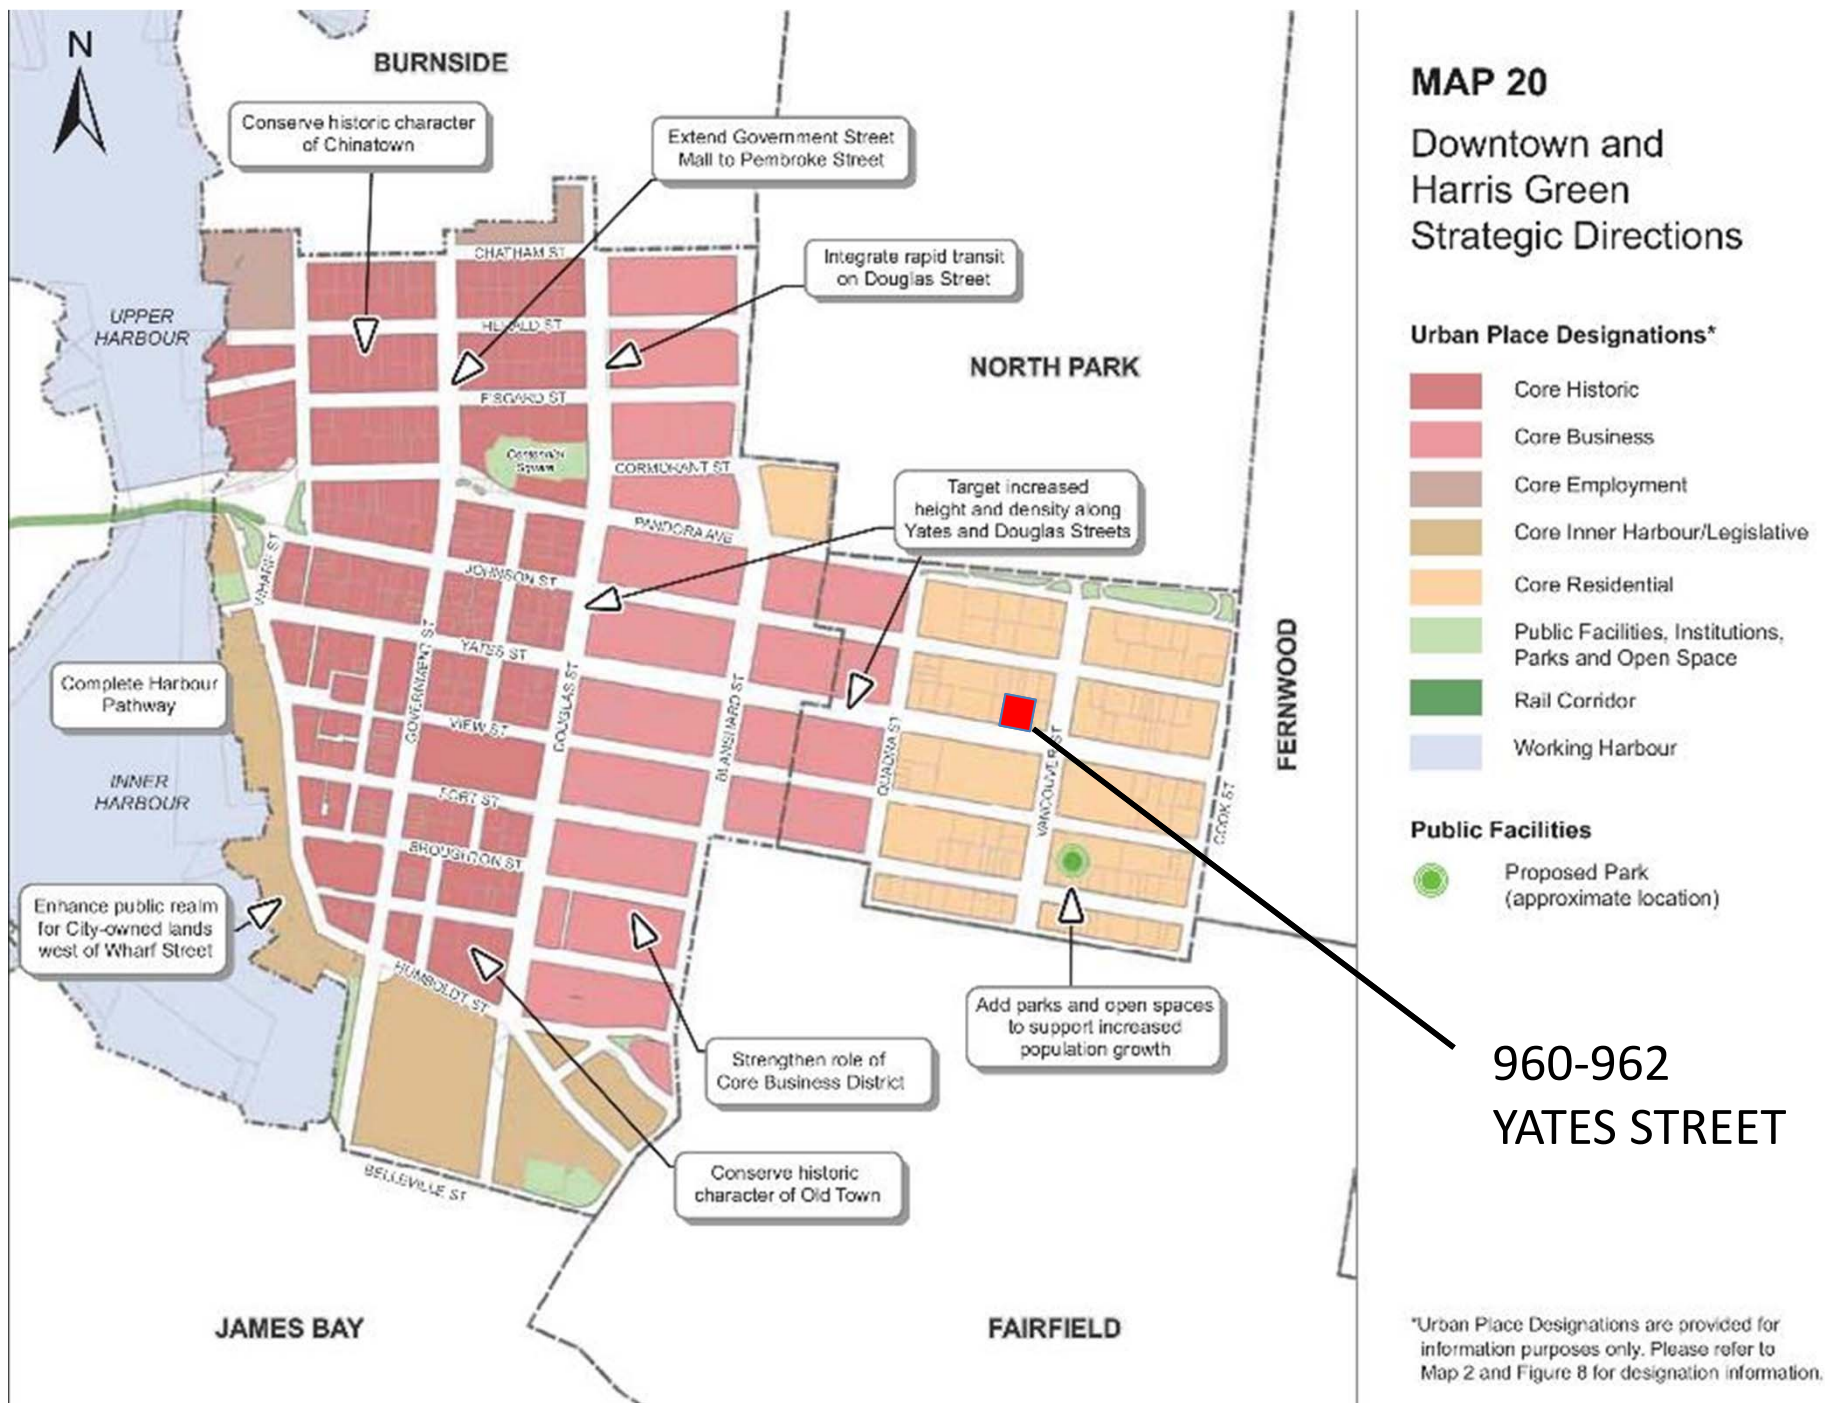 N
BURNSIDE
Conserve historic character
of Chinatown
Extend Government Street
Mall to Pembroke Street
Integrate rapid transit
on Douglas Street
CHATHAM ST
UPPER
HARBOUR
HERALD ST
NORTH PARK
FISGARD ST
Centennial
Square
CORMORANT ST
Target increased
height and density along
Yates and Douglas Streets
PANDORA AVE
WHARF ST
JOHNSON ST
YATES ST
GOVERNMENT ST
DOUGLAS ST
BLANSHARD ST
QUADRA ST
VANCOUVER ST
COOK ST
FERNWOOD
Complete Harbour
Pathway
VIEW ST
INNER
HARBOUR
FORT ST
BROUGHTON ST
Enhance public realm
for City-owned lands
west of Wharf Street
HUMBOLDT ST
Add parks and open spaces
to support increased
population growth
Strengthen role of
Core Business District
Conserve historic
character of Old Town
BELLEVILLE ST
JAMES BAY
FAIRFIELD
MAP 20
Downtown and
Harris Green
Strategic Directions
Urban Place Designations*
Core Historic
Core Business
Core Employment
Core Inner Harbour/Legislative
Core Residential
Public Facilities, Institutions,
Parks and Open Space
Rail Corridor
Working Harbour
Public Facilities
Proposed Park
(approximate location)
960-962
YATES STREET
*Urban Place Designations are provided for
information purposes only. Please refer to
Map 2 and Figure 8 for designation information.